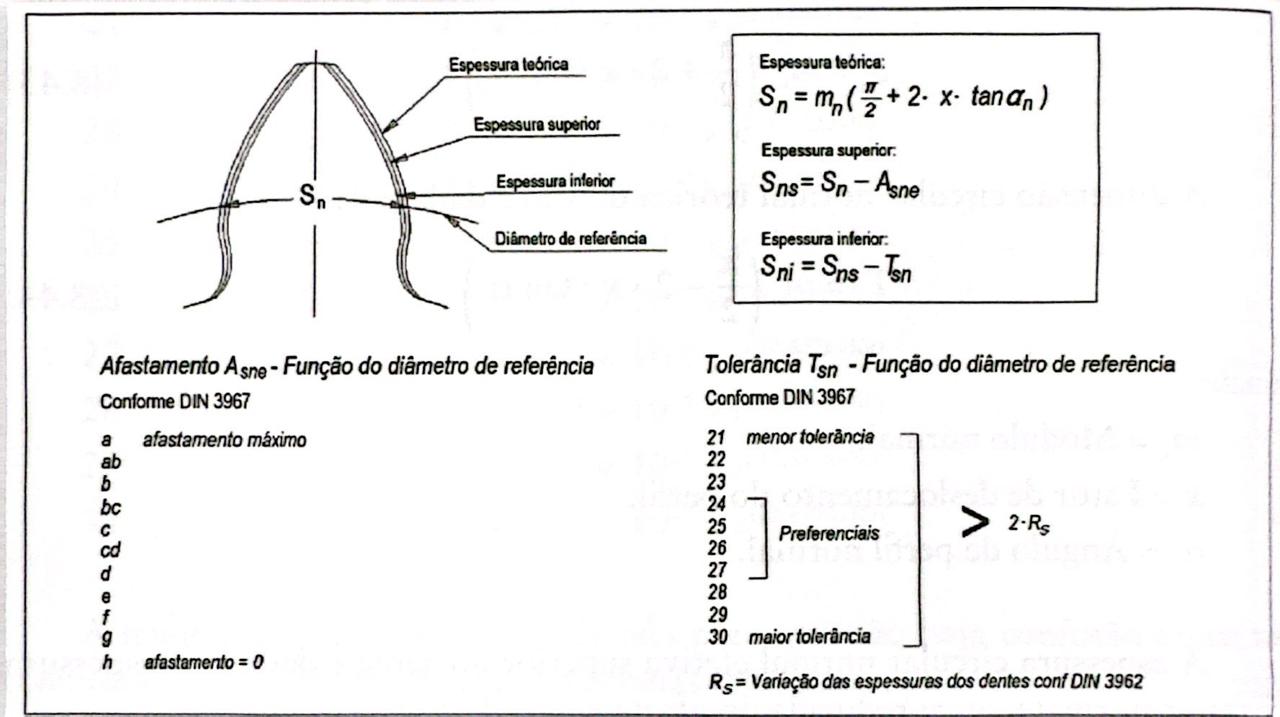 Espessura teórica
Espessura superior
Espessura inferior
Sn
Diâmetro de referência
Espessura teórica:
Sn = mn ( π/2 + 2· x· tan αn )
Espessura superior:
Sns = Sn – Asne
Espessura inferior:
Sni = Sns – Tsn
Afastamento Asne - Função do diâmetro de referência
Conforme DIN 3967
a afastamento máximo
ab
b
bc
c
cd
d
e
f
g
h afastamento = 0
Tolerância Tsn - Função do diâmetro de referência
Conforme DIN 3967
21 menor tolerância
22
23
24
25
26
27
Preferenciais
28
29
30 maior tolerância
> 2·RS
RS = Variação das espessuras dos dentes conf DIN 3962